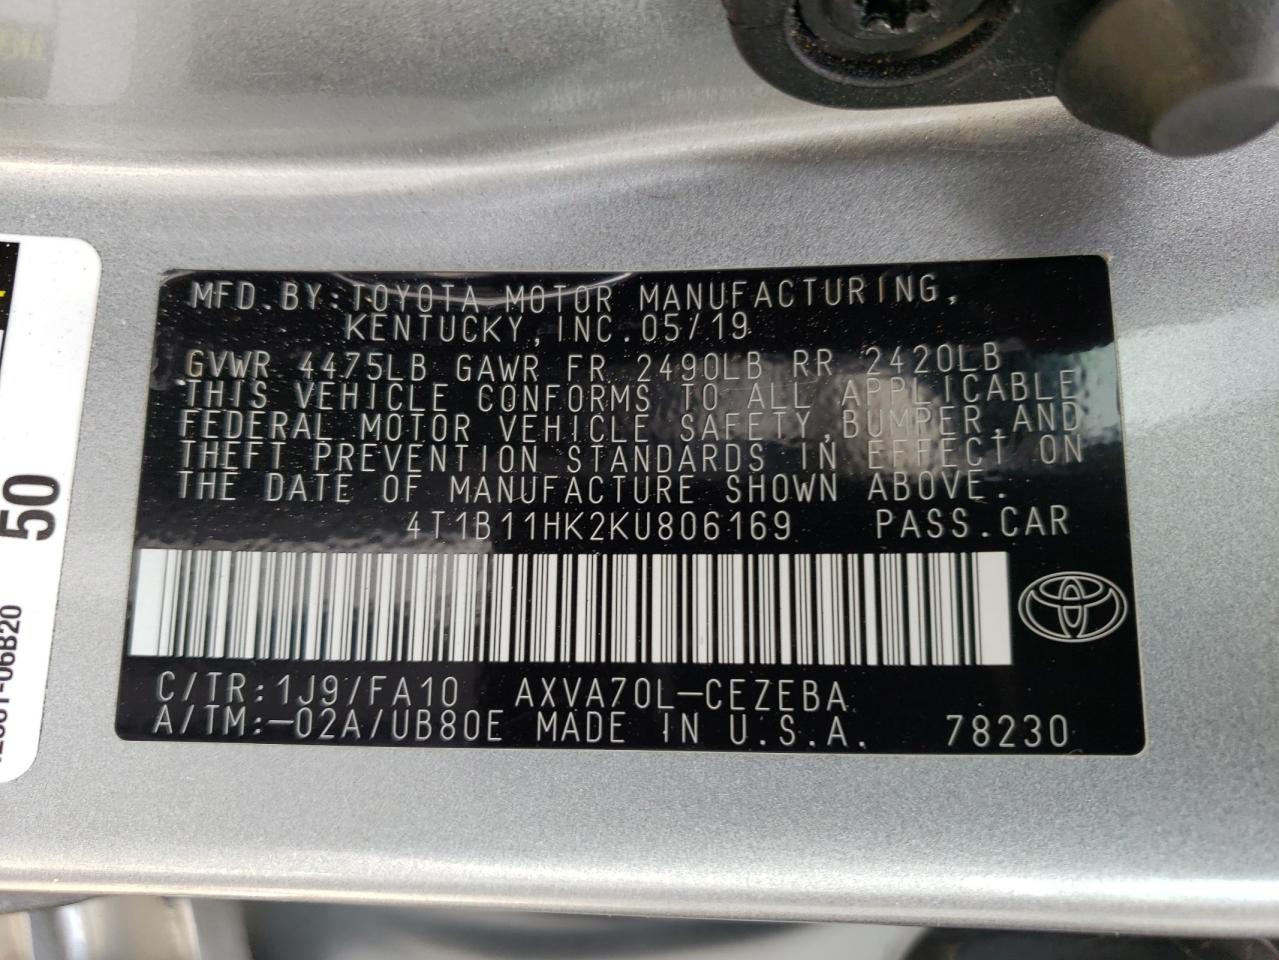 MFD.BY:TOYOTA MOTOR MANUFACTURING,
KENTUCKY,INC.05/19
GVWR 4475LB GAWR FR 2490LB RR 2420LB
THIS VEHICLE CONFORMS TO ALL APPLICABLE
FEDERAL MOTOR VEHICLE SAFETY,BUMPER,AND
THEFT PREVENTION STANDARDS IN EFFECT ON
THE DATE OF MANUFACTURE SHOWN ABOVE.
4T1B11HK2KU806169 PASS.CAR
C/TR:1J9/FA10 AXVA70L-CEZEBA
A/TM:-02A/UB80E MADE IN U.S.A. 78230
50